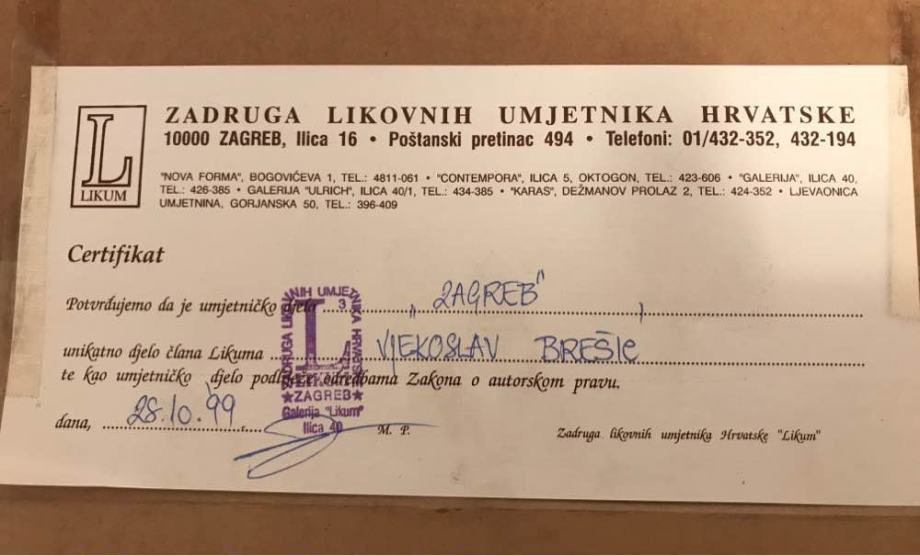 L
LIKUM
ZADRUGA LIKOVNIH UMJETNIKA HRVATSKE
10000 ZAGREB, Ilica 16 • Poštanski pretinac 494 • Telefoni: 01/432-352, 432-194
"NOVA FORMA", BOGOVIĆEVA 1, TEL.: 4811-061 • "CONTEMPORA", ILICA 5, OKTOGON, TEL.: 423-606 • "GALERIJA", ILICA 40,
TEL.: 426-385 • GALERIJA "ULRICH", ILICA 40/1, TEL.: 434-385 • "KARAS", DEŽMANOV PROLAZ 2, TEL.: 424-352 • LJEVAONICA
UMJETNINA, GORJANSKA 50, TEL.: 396-409
Certifikat
Potvrđujemo da je umjetničko djelo „ZAGREB"
unikatno djelo člana Likuma VJEKOSLAV BREŠIĆ
te kao umjetničko djelo podliježe odredbama Zakona o autorskom pravu.
dana, 28.10.99 M. P. Zadruga likovnih umjetnika Hrvatske "Likum"
ZADRUGA LIKOVNIH UMJETNIKA HRVATSKE
3
L
LIKUM
★ZAGREB★
Galerija "Likum"
Ilica 40